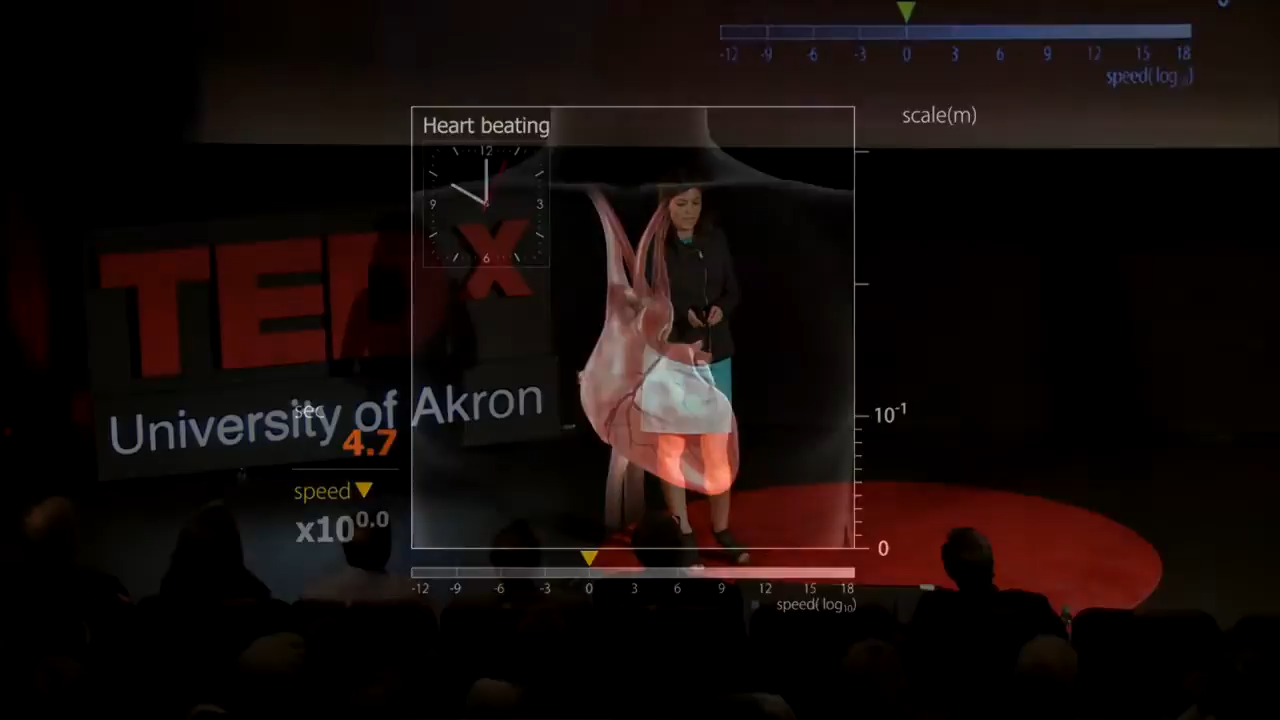 -12 -9 -6 -3 0 3 6 9 12 15 18
speed(log10)
scale(m)
Heart beating
12
9 3
6
TEDx
University of Akron
sec
4.7
speed
x10^0.0
10^-1
0
-12 -9 -6 -3 0 3 6 9 12 15 18
speed(log10)